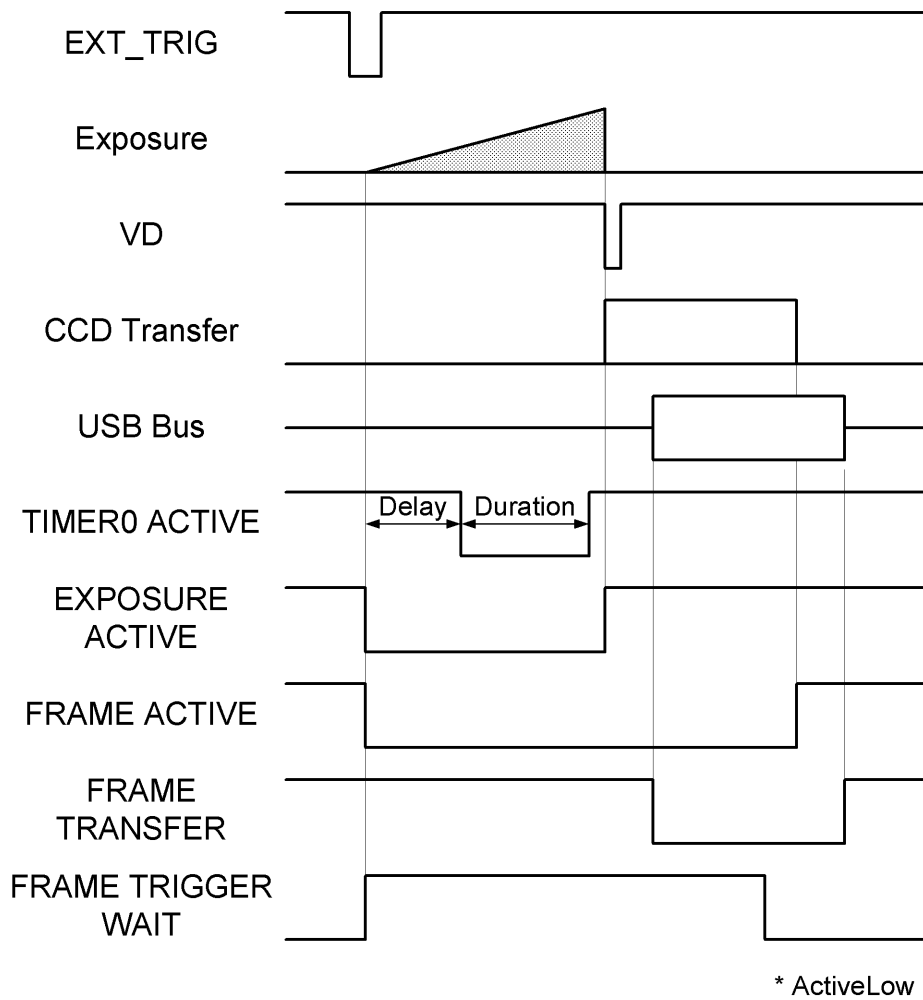 EXT_TRIG
Exposure
VD
CCD Transfer
USB Bus
TIMER0 ACTIVE
Delay
Duration
EXPOSURE
ACTIVE
FRAME ACTIVE
FRAME
TRANSFER
FRAME TRIGGER
WAIT
* ActiveLow